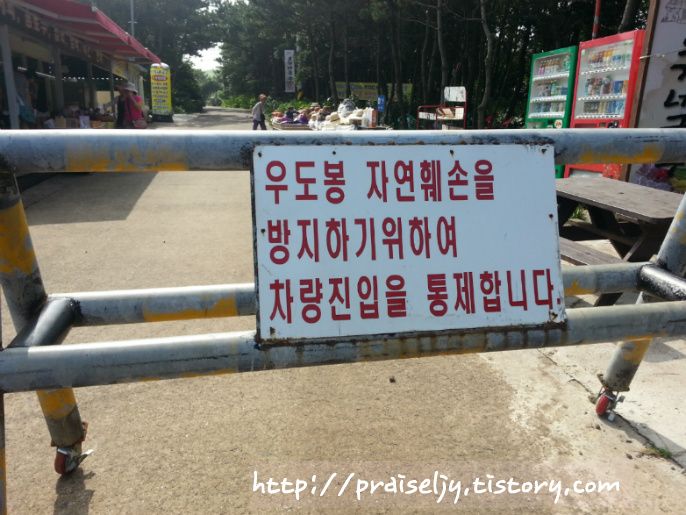 우도봉 자연훼손을
방지하기위하여
차량진입을 통제합니다.
http://praiseljy.tistory.com/